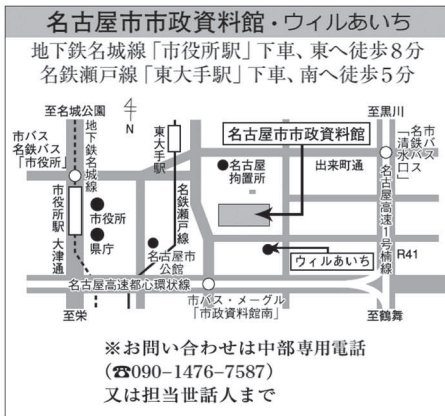 名古屋市市政資料館・ウィルあいち
地下鉄名城線「市役所駅」下車、東へ徒歩8分
名鉄瀬戸線「東大手駅」下車、南へ徒歩5分
至名城公園
N
至黒川
市バス
名鉄バス
「市役所」
地下鉄名城線
東大手駅
名古屋市市政資料館
名古屋
拘置所
出来町通
名鉄バス
市バス
「清水口」
市役所駅
大津通
市役所
県庁
名鉄瀬戸線
名古屋市
公館
ウィルあいち
名古屋高速1号楠線
R41
名古屋高速都心環状線
至栄
市バス・メーグル
「市政資料館南」
至鶴舞
※お問い合わせは中部専用電話
(☎090−1476−7587)
又は担当世話人まで